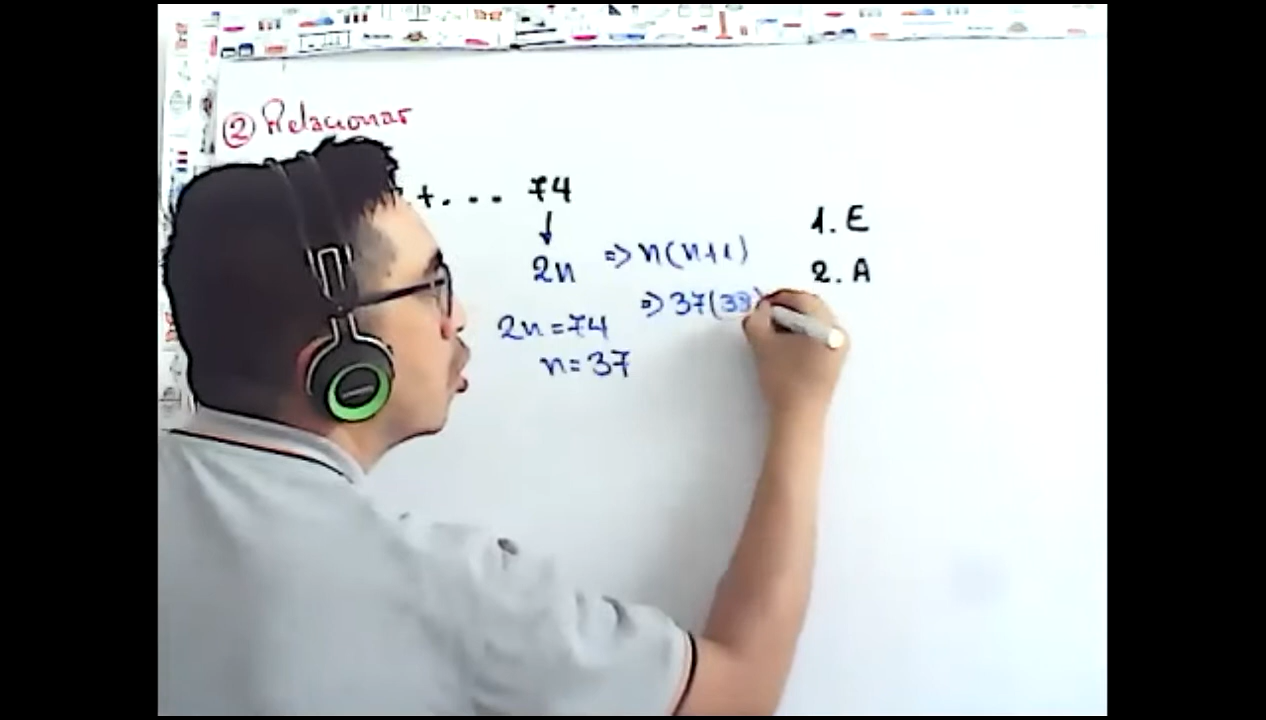 ② Relacionar
+... 74
↓
2n ⇒ n(n+1)
⇒ 37(38)
2n=74
n=37
1. E
2. A